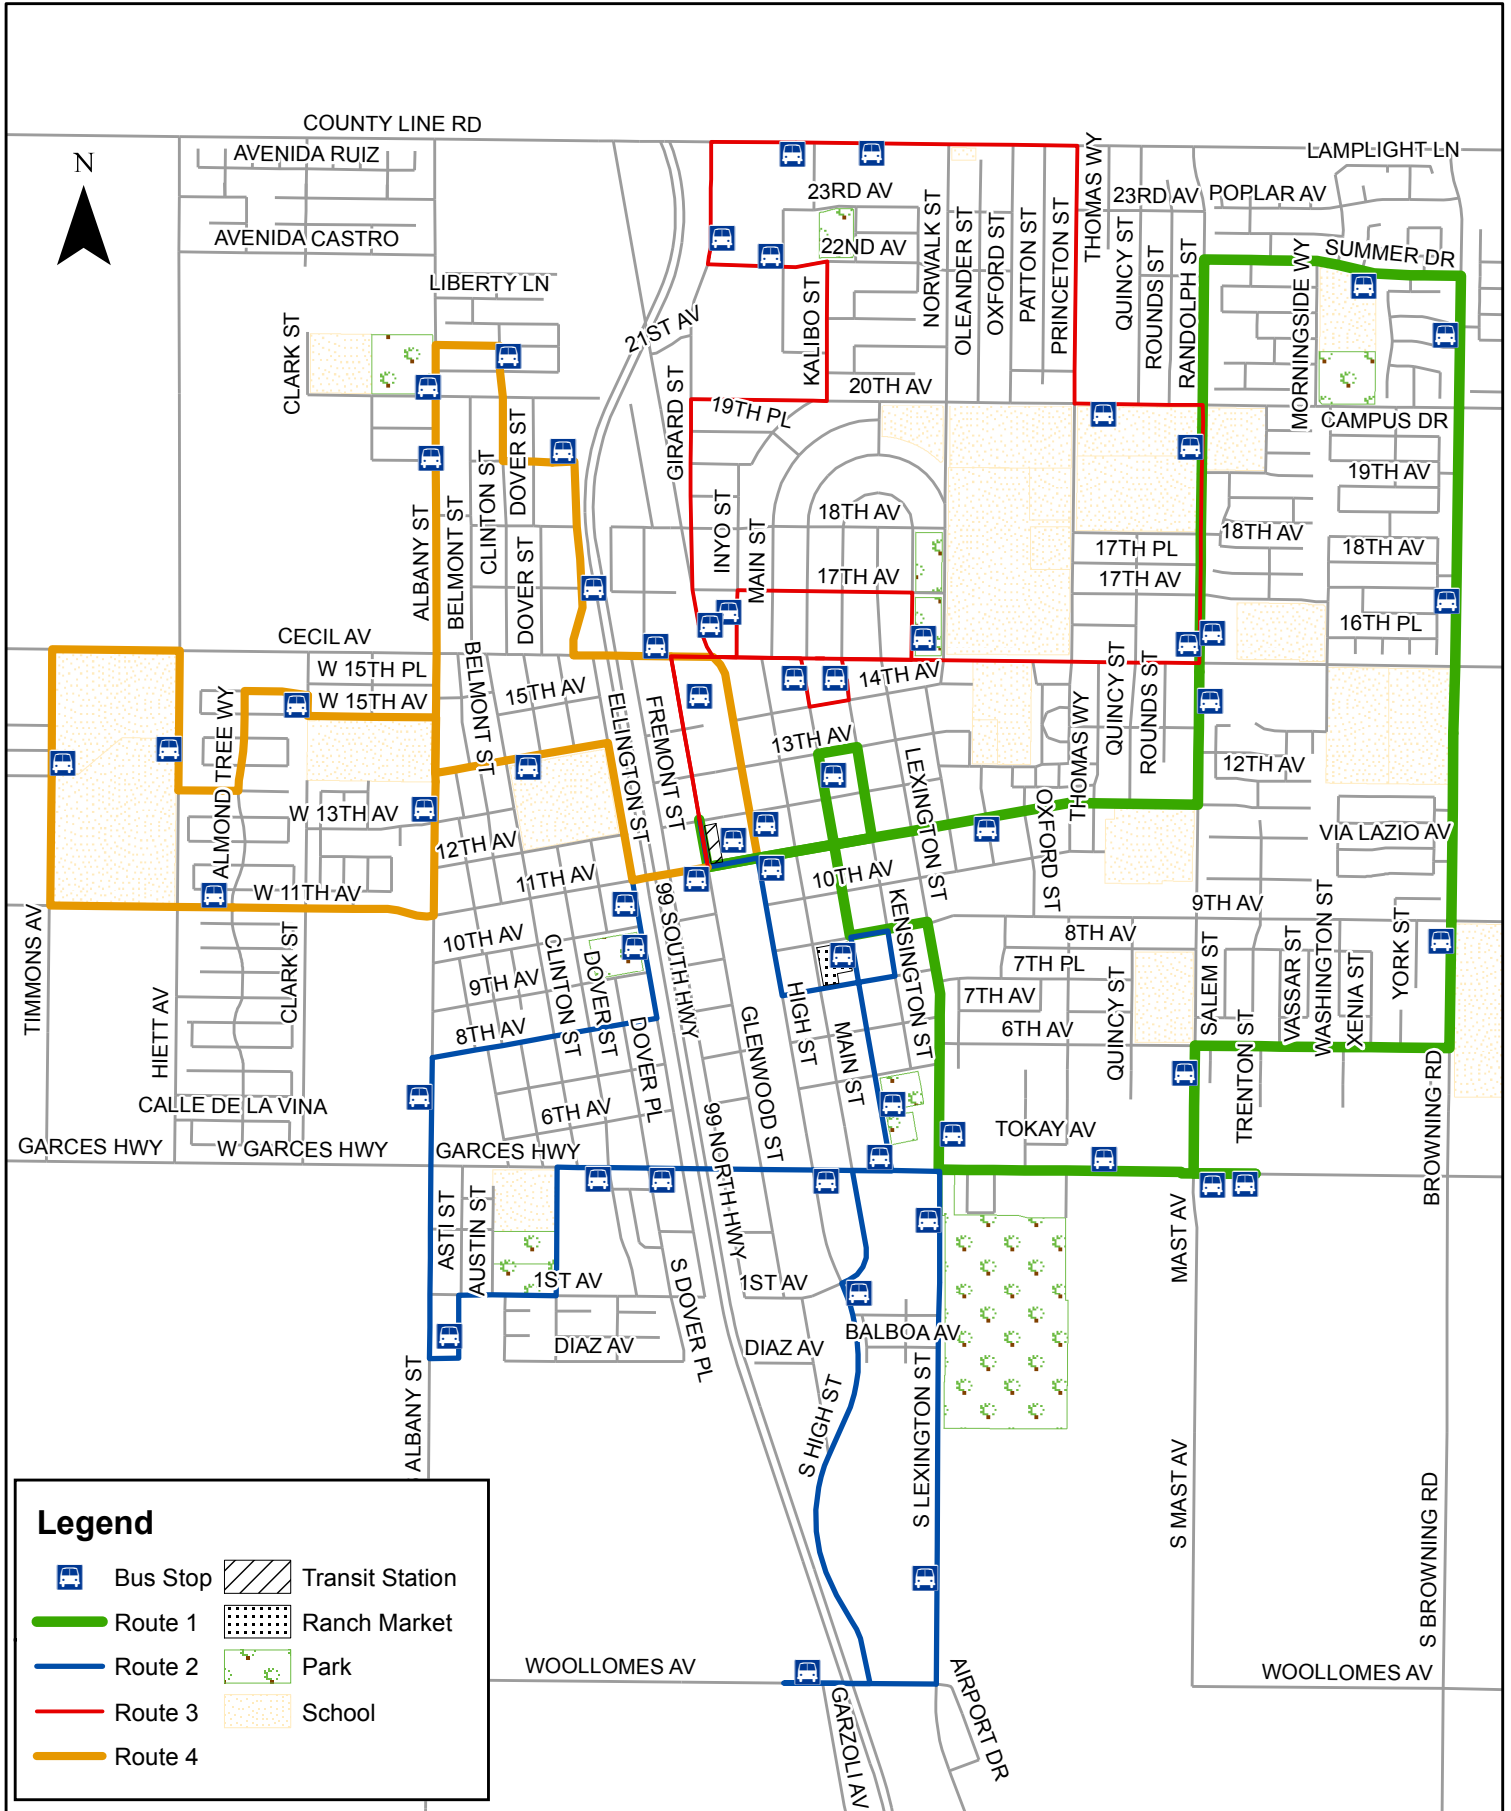 COUNTY LINE RD
AVENIDA RUIZ
LAMPLIGHT LN
N
THOMAS WY
23RD AV
23RD AV
POPLAR AV
AVENIDA CASTRO
22ND AV
NORWALK ST
OLEANDER ST
OXFORD ST
PATTON ST
PRINCETON ST
QUINCY ST
ROUNDS ST
RANDOLPH ST
MORNINGSIDE WY
SUMMER DR
LIBERTY LN
21ST AV
KALIBO ST
CLARK ST
20TH AV
GIRARD ST
19TH PL
CAMPUS DR
DOVER ST
CLINTON ST
19TH AV
ALBANY ST
BELMONT ST
INYO ST
MAIN ST
18TH AV
18TH AV
18TH AV
17TH PL
17TH AV
17TH AV
DOVER ST
16TH PL
CECIL AV
W 15TH PL
W 15TH AV
BELMONT ST
15TH AV
14TH AV
QUINCY ST
ROUNDS ST
ALMOND TREE WY
ELLINGTON ST
FREMONT ST
THOMAS WY
13TH AV
LEXINGTON ST
12TH AV
W 13TH AV
OXFORD ST
VIA LAZIO AV
12TH AV
11TH AV
10TH AV
W 11TH AV
99 SOUTH HWY
KENSINGTON ST
9TH AV
WASHINGTON ST
TIMMONS AV
CLARK ST
10TH AV
CLINTON ST
DOVER ST
8TH AV
SALEM ST
VASSAR ST
YORK ST
7TH PL
XENIA ST
9TH AV
7TH AV
QUINCY ST
HIETT AV
8TH AV
DOVER PL
GLENWOOD ST
HIGH ST
MAIN ST
6TH AV
TRENTON ST
CALLE DE LA VINA
6TH AV
TOKAY AV
BROWNING RD
GARCES HWY
W GARCES HWY
GARCES HWY
99 NORTH HWY
ASTI ST
AUSTIN ST
MAST AV
1ST AV
S DOVER PL
1ST AV
BALBOA AV
DIAZ AV
DIAZ AV
ALBANY ST
S HIGH ST
S LEXINGTON ST
S MAST AV
S BROWNING RD
Legend
Bus Stop
Transit Station
Route 1
Ranch Market
Route 2
Park
Route 3
School
Route 4
WOOLLOMES AV
WOOLLOMES AV
GARZOLI AV
AIRPORT DR